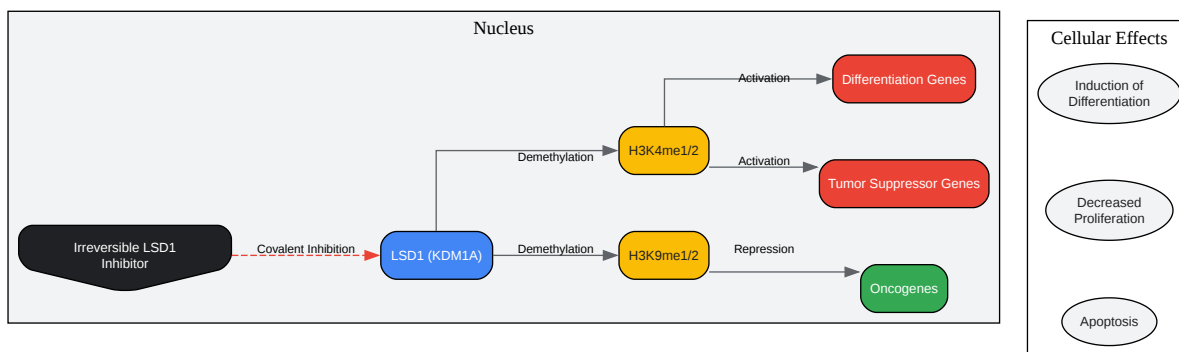 Nucleus
Cellular Effects
Activation
Differentiation Genes
Induction of
Differentiation
Demethylation
H3K4me1/2
Activation
Tumor Suppressor Genes
Decreased
Proliferation
Irreversible LSD1
Inhibitor
Covalent Inhibition
LSD1 (KDM1A)
Demethylation
H3K9me1/2
Repression
Oncogenes
Apoptosis